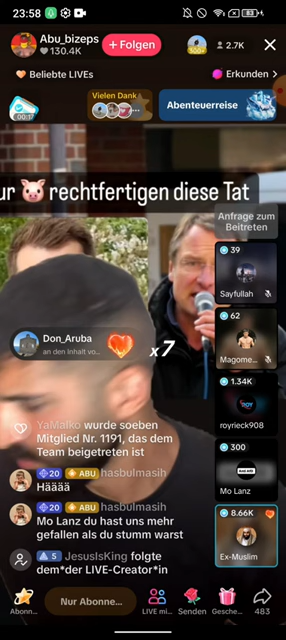 23:58
83
Abu_bizeps
130.4K
+ Folgen
300+
2.7K
Beliebte LIVEs
Erkunden >
00:17
Vielen Dank
Abenteuerreise
ur 🐷 rechtfertigen diese Tat
Anfrage zum
Beitreten
39
Sayfullah
62
Magome...
Don_Aruba
an den Inhalt vo...
x7
1.34K
royrieck908
YaMalko wurde soeben
Mitglied Nr. 1191, das dem
Team beigetreten ist
20 ABU hasbulmasih
Hääää
300
Mo Lanz
20 ABU hasbulmasih
Mo Lanz du hast uns mehr
gefallen als du stumm warst
8.66K
Ex-Muslim
5 JesusIsKing folgte
dem*der LIVE-Creator*in
Abonn...
Nur Abonne...
LIVE mi...
Senden
Gesche...
483